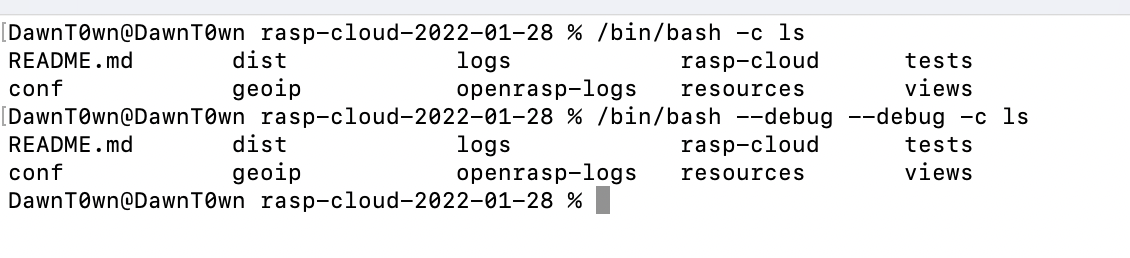 [DawnT0wn@DawnT0wn rasp-cloud-2022-01-28 % /bin/bash -c ls
README.md dist logs rasp-cloud tests
conf geoip openrasp-logs resources views
[DawnT0wn@DawnT0wn rasp-cloud-2022-01-28 % /bin/bash --debug --debug -c ls
README.md dist logs rasp-cloud tests
conf geoip openrasp-logs resources views
DawnT0wn@DawnT0wn rasp-cloud-2022-01-28 %